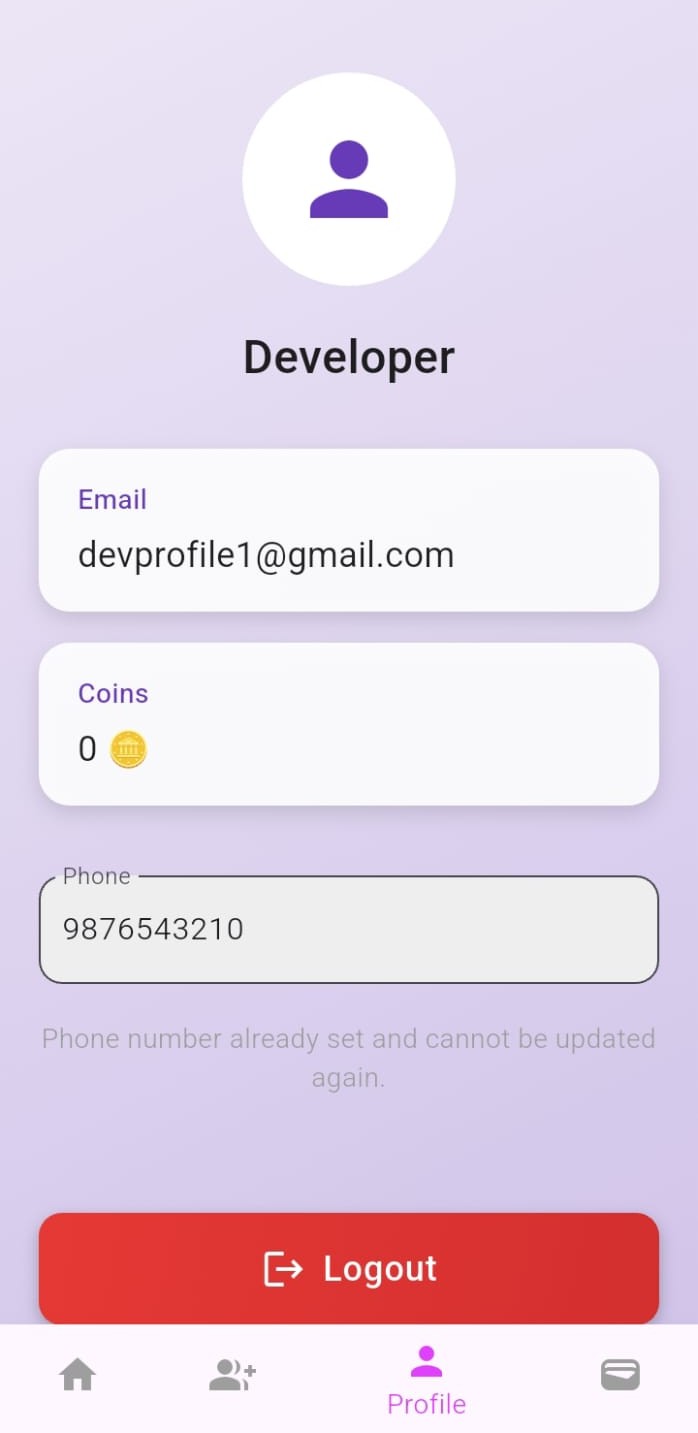 Developer
Email
devprofile1@gmail.com
Coins
0 🪙
Phone
9876543210
Phone number already set and cannot be updated
again.
Logout
Profile